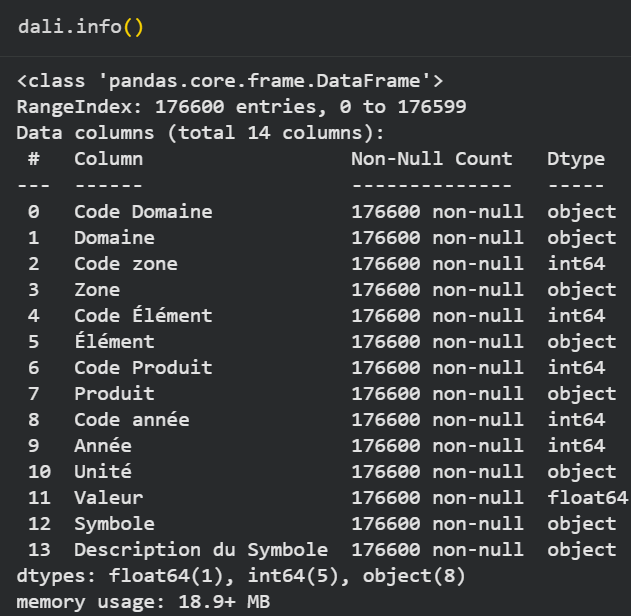 dali.info()
<class 'pandas.core.frame.DataFrame'>
RangeIndex: 176600 entries, 0 to 176599
Data columns (total 14 columns):
 #   Column                 Non-Null Count   Dtype
---  ------                 --------------   -----
 0   Code Domaine           176600 non-null  object
 1   Domaine                176600 non-null  object
 2   Code zone              176600 non-null  int64
 3   Zone                   176600 non-null  object
 4   Code Élément           176600 non-null  int64
 5   Élément                176600 non-null  object
 6   Code Produit           176600 non-null  int64
 7   Produit                176600 non-null  object
 8   Code année             176600 non-null  int64
 9   Année                  176600 non-null  int64
 10  Unité                  176600 non-null  object
 11  Valeur                 176600 non-null  float64
 12  Symbole                176600 non-null  object
 13  Description du Symbole  176600 non-null  object
dtypes: float64(1), int64(5), object(8)
memory usage: 18.9+ MB